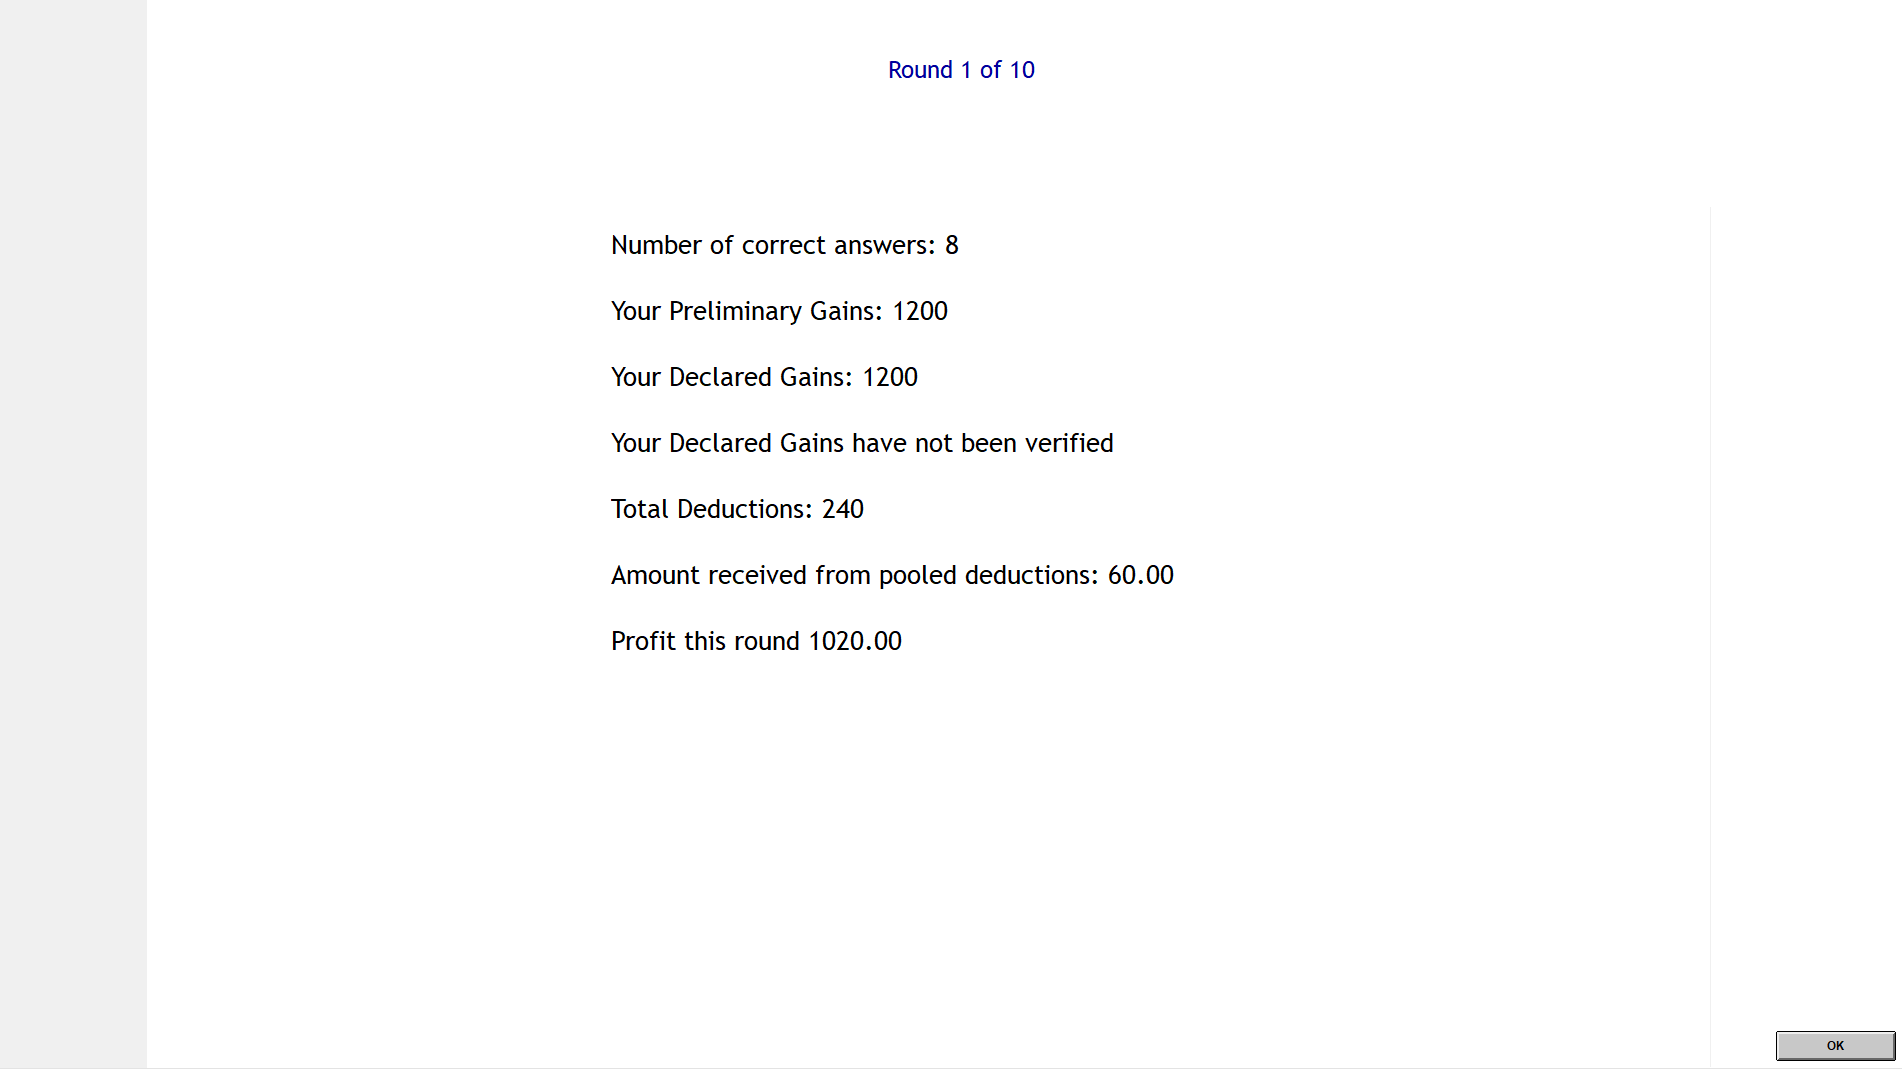 Round 1 of 10
Number of correct answers: 8
Your Preliminary Gains: 1200
Your Declared Gains: 1200
Your Declared Gains have not been verified
Total Deductions: 240
Amount received from pooled deductions: 60.00
Profit this round 1020.00
OK